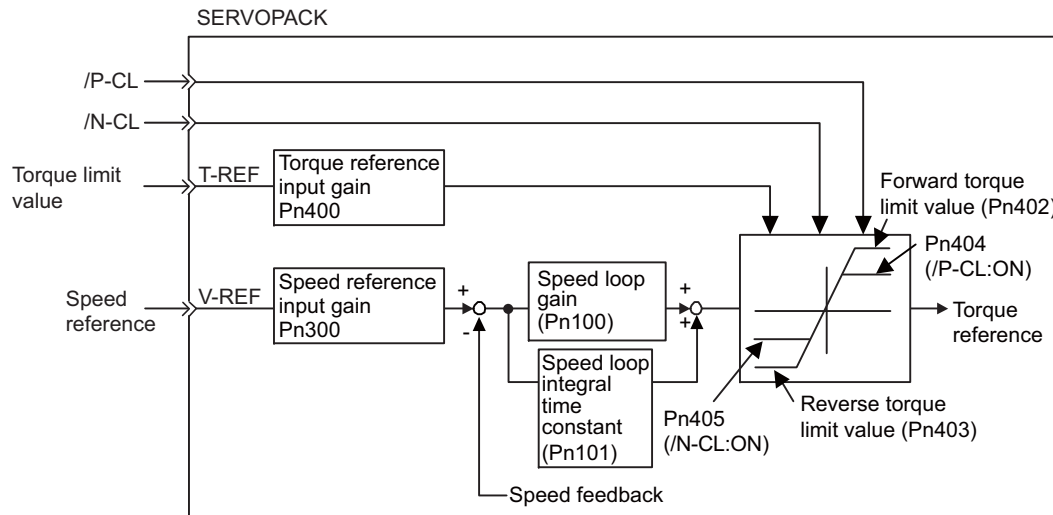 SERVOPACK
/P-CL
/N-CL
Torque limit
value
T-REF
Torque reference
input gain
Pn400
Forward torque
limit value (Pn402)
Pn404
(/P-CL:ON)
Speed
reference
V-REF
Speed reference
input gain
Pn300
+
-
Speed loop
gain
(Pn100)
+
+
Torque
reference
Speed loop
integral
time
constant
(Pn101)
Pn405
(/N-CL:ON)
Reverse torque
limit value (Pn403)
Speed feedback